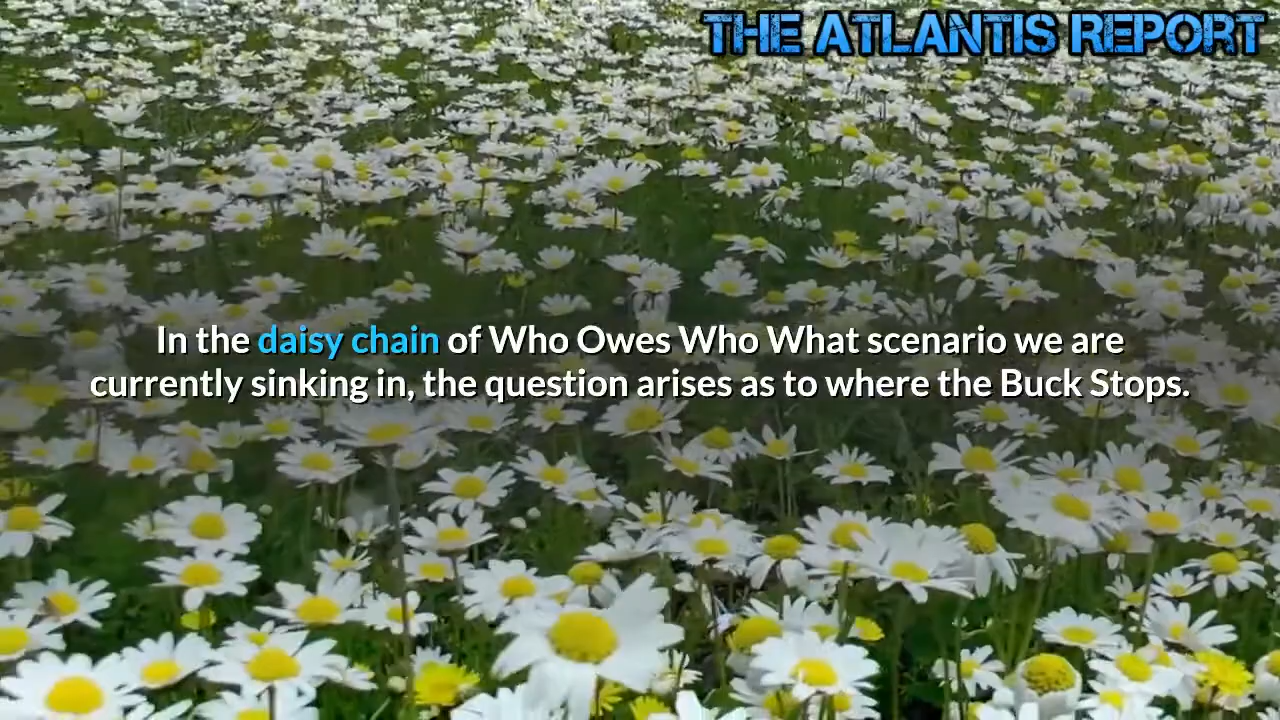 THE ATLANTIS REPORT
In the daisy chain of Who Owes Who What scenario we are
currently sinking in, the question arises as to where the Buck Stops.